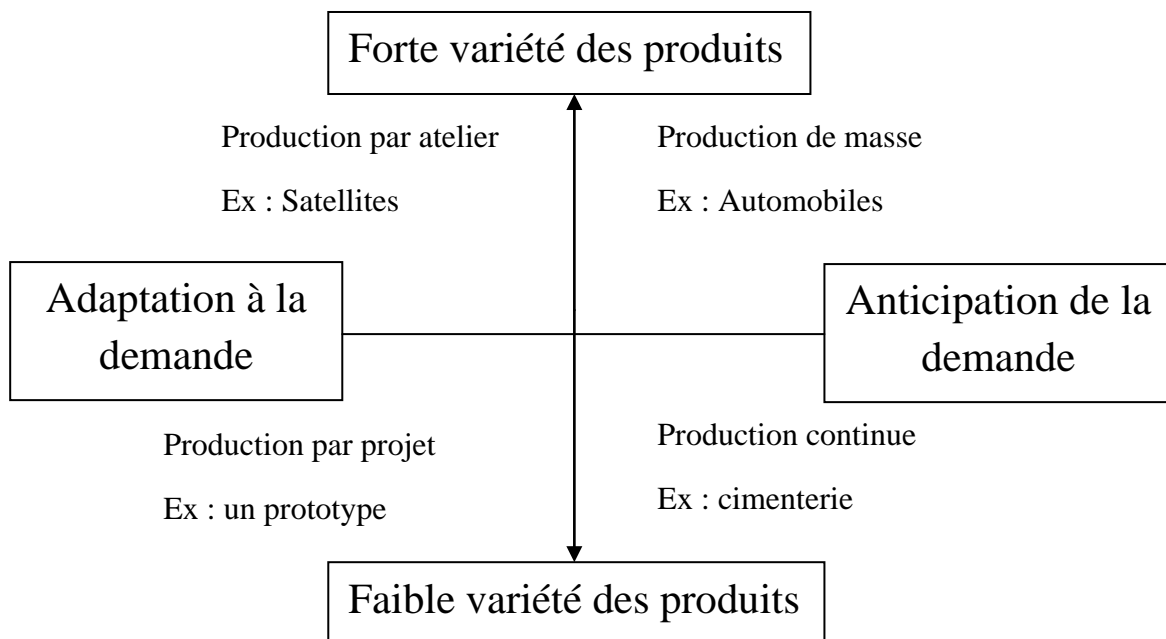 Forte variété des produits
Production par atelier
Ex : Satellites
Production de masse
Ex : Automobiles
Adaptation à la
demande
Anticipation de la
demande
Production par projet
Ex : un prototype
Production continue
Ex : cimenterie
Faible variété des produits